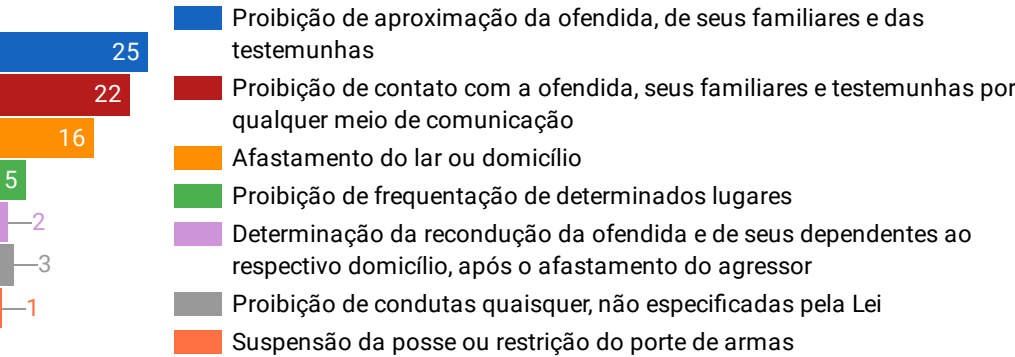 25
22
16
5
2
3
1
Proibição de aproximação da ofendida, de seus familiares e das
testemunhas
Proibição de contato com a ofendida, seus familiares e testemunhas por
qualquer meio de comunicação
Afastamento do lar ou domicílio
Proibição de frequentação de determinados lugares
Determinação da recondução da ofendida e de seus dependentes ao
respectivo domicílio, após o afastamento do agressor
Proibição de condutas quaisquer, não especificadas pela Lei
Suspensão da posse ou restrição do porte de armas